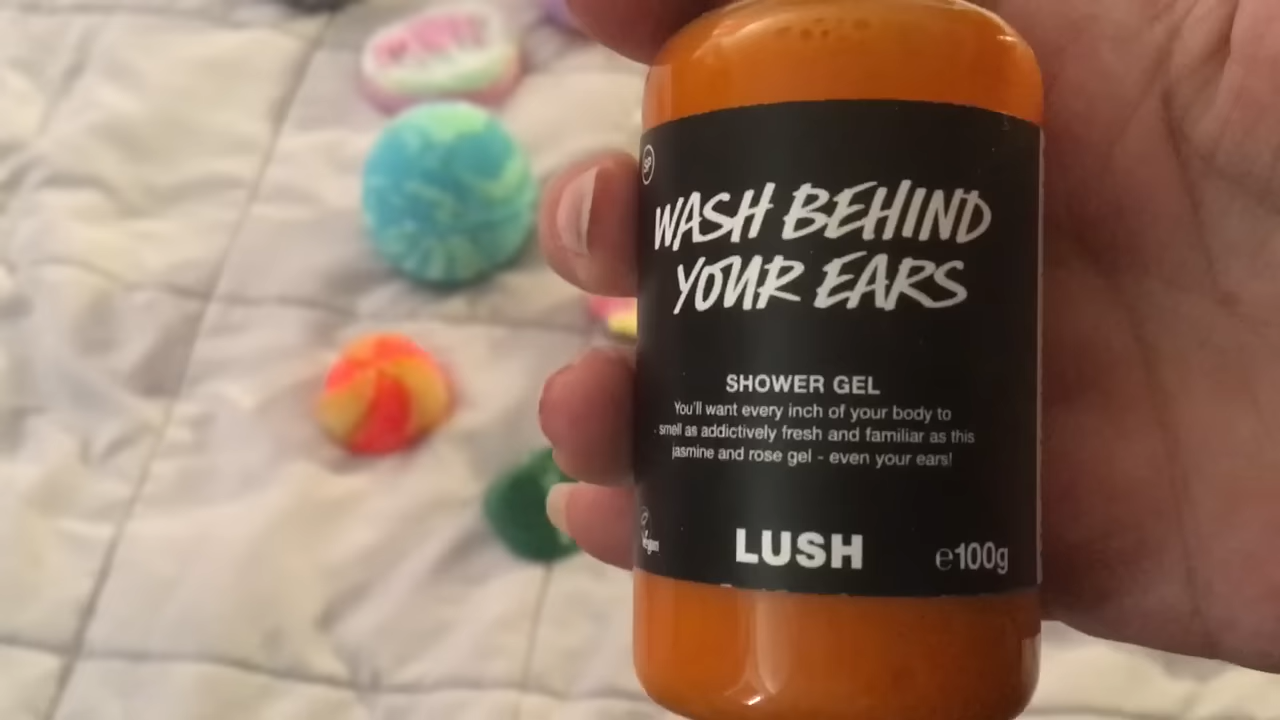 SP
WASH BEHIND
YOUR EARS
SHOWER GEL
You'll want every inch of your body to
smell as addictively fresh and familiar as this
jasmine and rose gel - even your ears!
LUSH
e100g